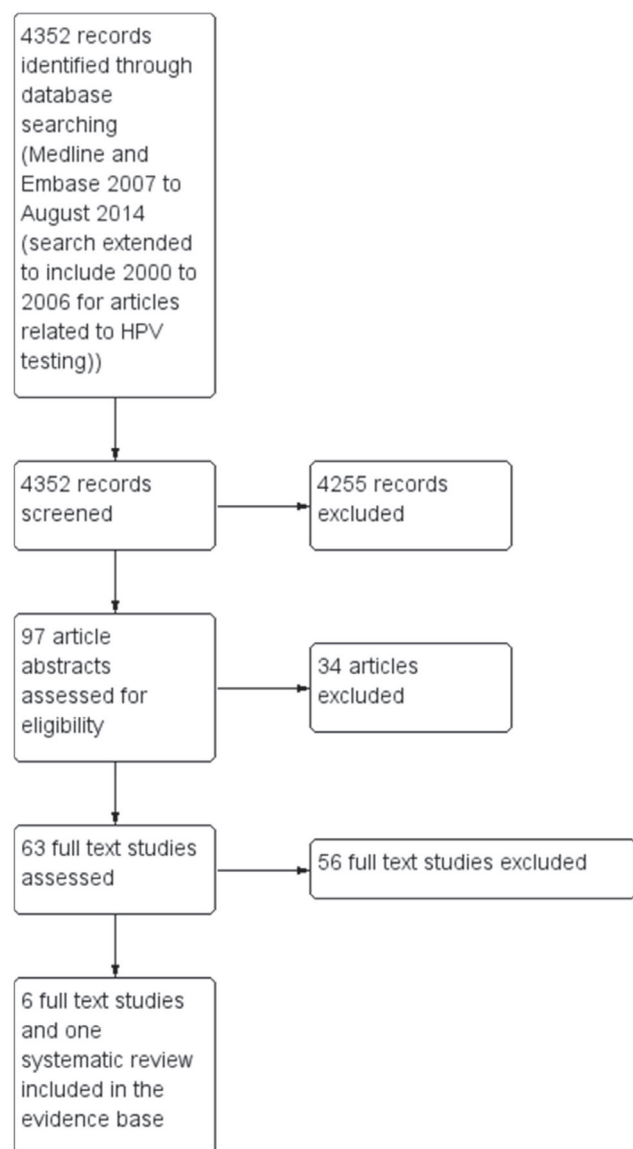 4352 records
identified through
database
searching
(Medline and
Embase 2007 to
August 2014
(search extended
to include 2000 to
2006 for articles
related to HPV
testing))
4352 records
screened
4255 records
excluded
97 article
abstracts
assessed for
eligibility
34 articles
excluded
63 full text studies
assessed
56 full text studies excluded
6 full text studies
and one
systematic review
included in the
evidence base